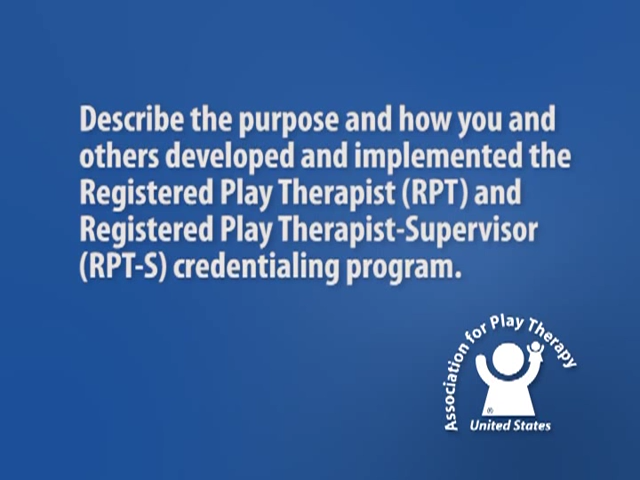 Describe the purpose and how you and
others developed and implemented the
Registered Play Therapist (RPT) and
Registered Play Therapist-Supervisor
(RPT-S) credentialing program.
Association for Play Therapy
®
United States